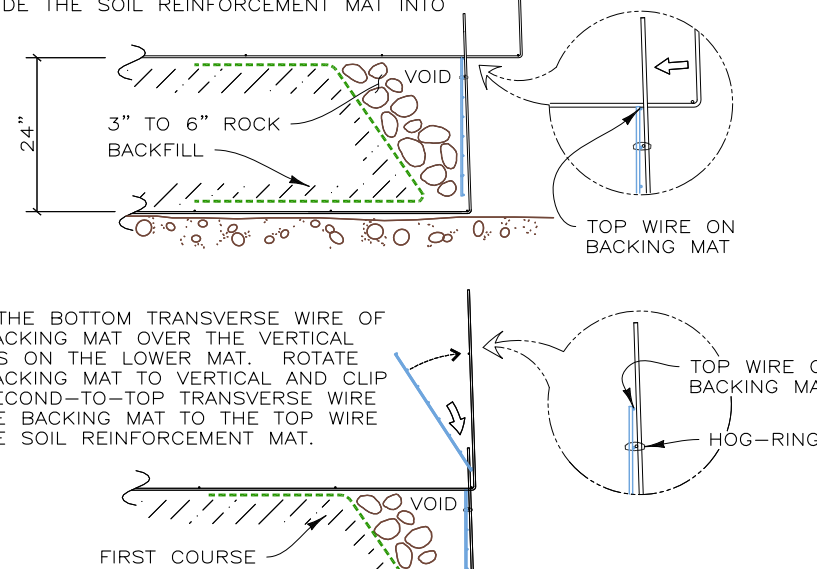 DE THE SOIL REINFORCEMENT MAT INTO
VOID
24"
3" TO 6" ROCK
BACKFILL
TOP WIRE ON
BACKING MAT
THE BOTTOM TRANSVERSE WIRE OF
ACKING MAT OVER THE VERTICAL
S ON THE LOWER MAT. ROTATE
ACKING MAT TO VERTICAL AND CLIP
ECOND-TO-TOP TRANSVERSE WIRE
E BACKING MAT TO THE TOP WIRE
E SOIL REINFORCEMENT MAT.
TOP WIRE O
BACKING MA
HOG-RING
VOID
FIRST COURSE